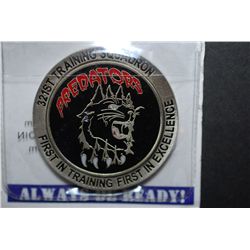 321ST TRAINING SQUADRON
PREDATORS
FIRST IN TRAINING FIRST IN EXCELLENCE
ALWAYS BE READY!